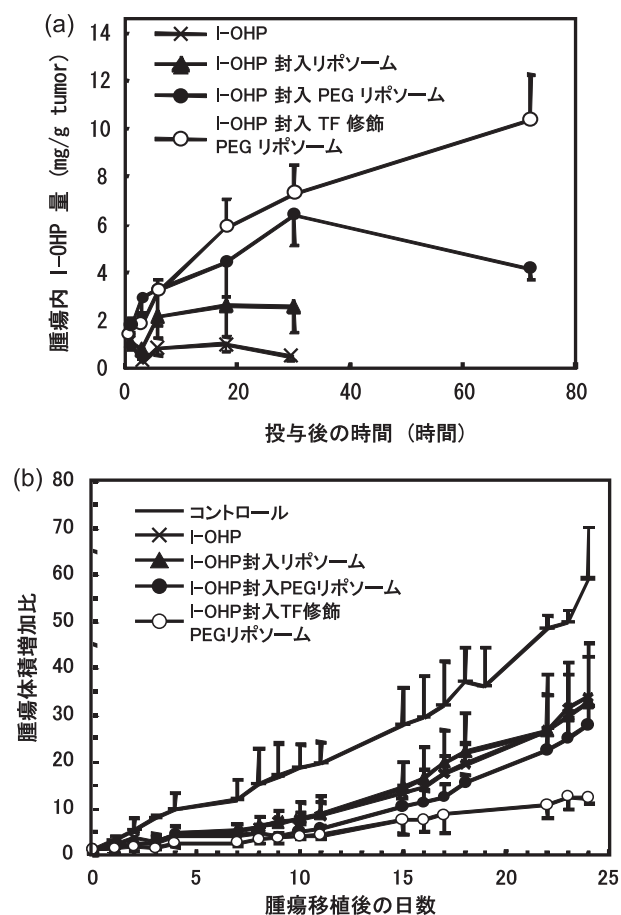 (a)
14
12
10
8
6
4
2
0
腫瘍内 l-OHP 量 (mg/g tumor)
l-OHP
l-OHP 封入リポソーム
l-OHP 封入 PEG リポソーム
l-OHP 封入 TF 修飾
PEG リポソーム
0 20 40 60 80
投与後の時間 (時間)
(b)
80
70
60
50
40
30
20
10
0
腫瘍体積増加比
コントロール
l-OHP
l-OHP封入リポソーム
l-OHP封入PEGリポソーム
l-OHP封入TF修飾
PEGリポソーム
0 5 10 15 20 25
腫瘍移植後の日数